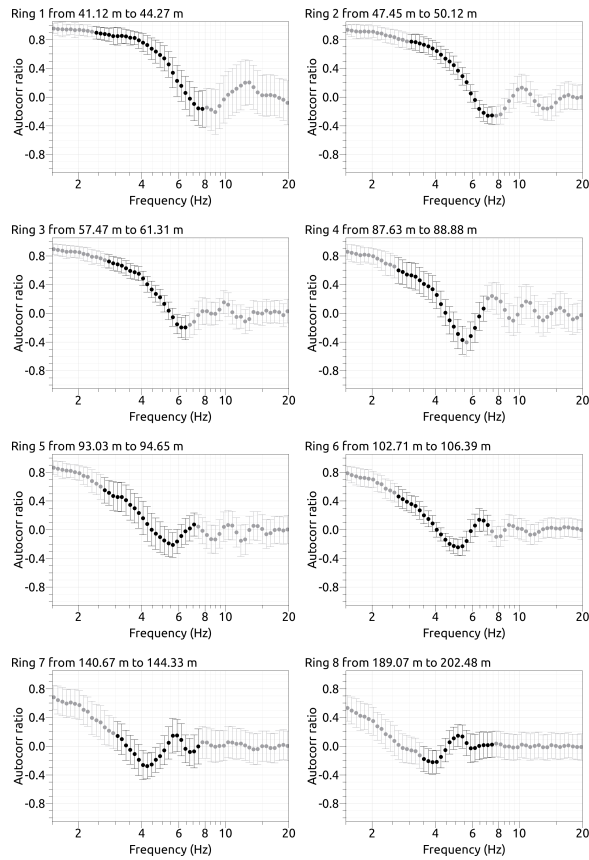 Ring 1 from 41.12 m to 44.27 m
Ring 2 from 47.45 m to 50.12 m
Autocorr ratio
0.8
0.4
0.0
-0.4
-0.8
2 4 6 8 10 20
Frequency (Hz)
Autocorr ratio
0.8
0.4
0.0
-0.4
-0.8
2 4 6 8 10 20
Frequency (Hz)
Ring 3 from 57.47 m to 61.31 m
Ring 4 from 87.63 m to 88.88 m
Autocorr ratio
0.8
0.4
0.0
-0.4
-0.8
2 4 6 8 10 20
Frequency (Hz)
Autocorr ratio
0.8
0.4
0.0
-0.4
-0.8
2 4 6 8 10 20
Frequency (Hz)
Ring 5 from 93.03 m to 94.65 m
Ring 6 from 102.71 m to 106.39 m
Autocorr ratio
0.8
0.4
0.0
-0.4
-0.8
2 4 6 8 10 20
Frequency (Hz)
Autocorr ratio
0.8
0.4
0.0
-0.4
-0.8
2 4 6 8 10 20
Frequency (Hz)
Ring 7 from 140.67 m to 144.33 m
Ring 8 from 189.07 m to 202.48 m
Autocorr ratio
0.8
0.4
0.0
-0.4
-0.8
2 4 6 8 10 20
Frequency (Hz)
Autocorr ratio
0.8
0.4
0.0
-0.4
-0.8
2 4 6 8 10 20
Frequency (Hz)